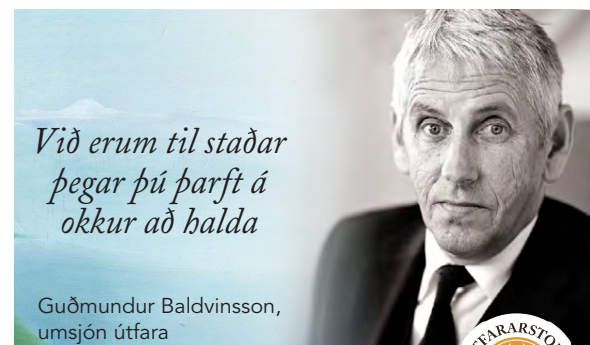 Við erum til staðar
þegar þú þarft á
okkur að halda
Guðmundur Baldvinsson,
umsjón útfara